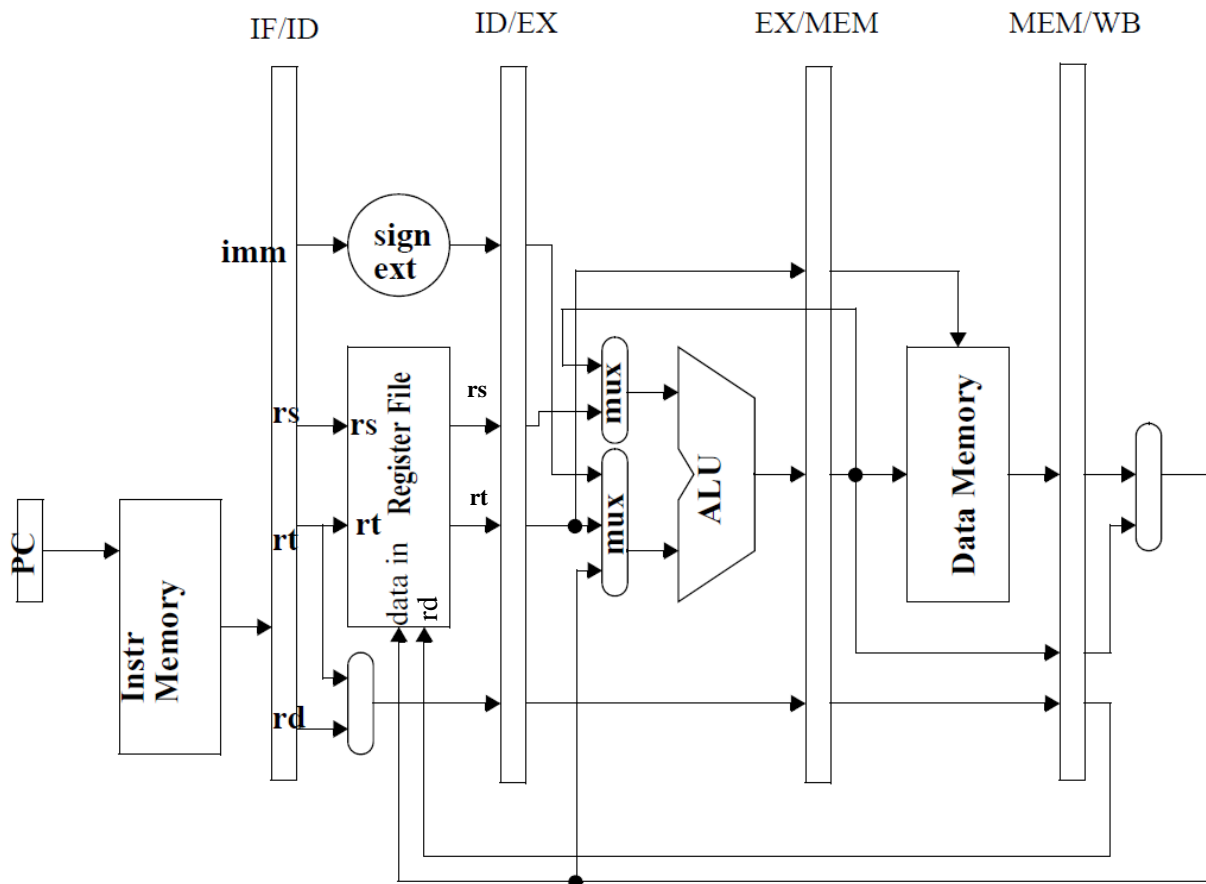 IF/ID
ID/EX
EX/MEM
MEM/WB
imm
sign
ext
rs
rs
rs
rt
rt
rt
rd
Register File
data in
rd
mux
mux
ALU
Data Memory
PC
Instr
Memory